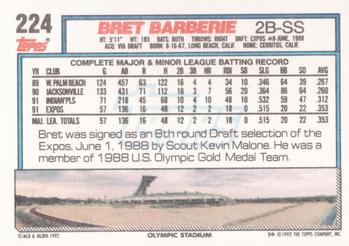 224
Topps
BRET BARBERIE 2B-SS
HT: 5'11" WT: 185 BATS: BOTH THROWS: RIGHT DRAFT: EXPOS #8-JUNE, 1988
ACQ: VIA DRAFT BORN: 8-16-67, LONG BEACH, CALIF. HOME: CERRITOS, CALIF.
COMPLETE MAJOR & MINOR LEAGUE BATTING RECORD
YR CLUB G AB R H 2B 3B HR RBI SB SLG BB SO AVG
89 W. PALM BEACH 124 457 63 122 16 4 4 34 10 .346 64 39 .267
90 JACKSONVILLE 133 431 71 112 18 3 7 54 20 .364 86 64 .260
91 INDIANP'LS 71 218 45 68 10 4 10 48 10 .532 59 47 .312
91 EXPOS 57 136 16 48 12 2 2 18 0 .515 20 22 .353
MAJ. LEA. TOTALS 57 136 16 48 12 2 2 18 0 .515 20 22 .353
Bret was signed as an 8th round Draft selection of the
Expos, June 1, 1988 by Scout Kevin Malone. He was
a member of 1988 U.S. Olympic Gold Medal Team.
© MLB & MLBPA 1992 OLYMPIC STADIUM © 1992 THE TOPPS COMPANY, INC.